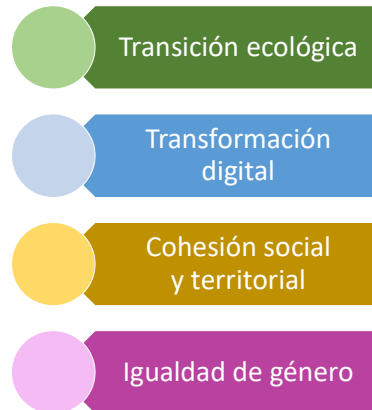 Transición ecológica
Transformación
digital
Cohesión social
y territorial
Igualdad de género